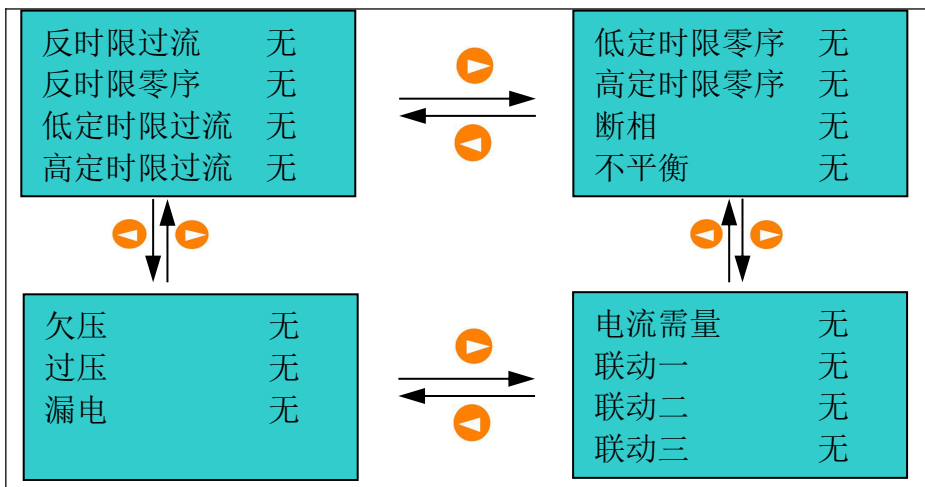 反时限过流 无
反时限零序 无
低定时限过流 无
高定时限过流 无
低定时限零序 无
高定时限零序 无
断相 无
不平衡 无
欠压 无
过压 无
漏电 无
电流需量 无
联动一 无
联动二 无
联动三 无